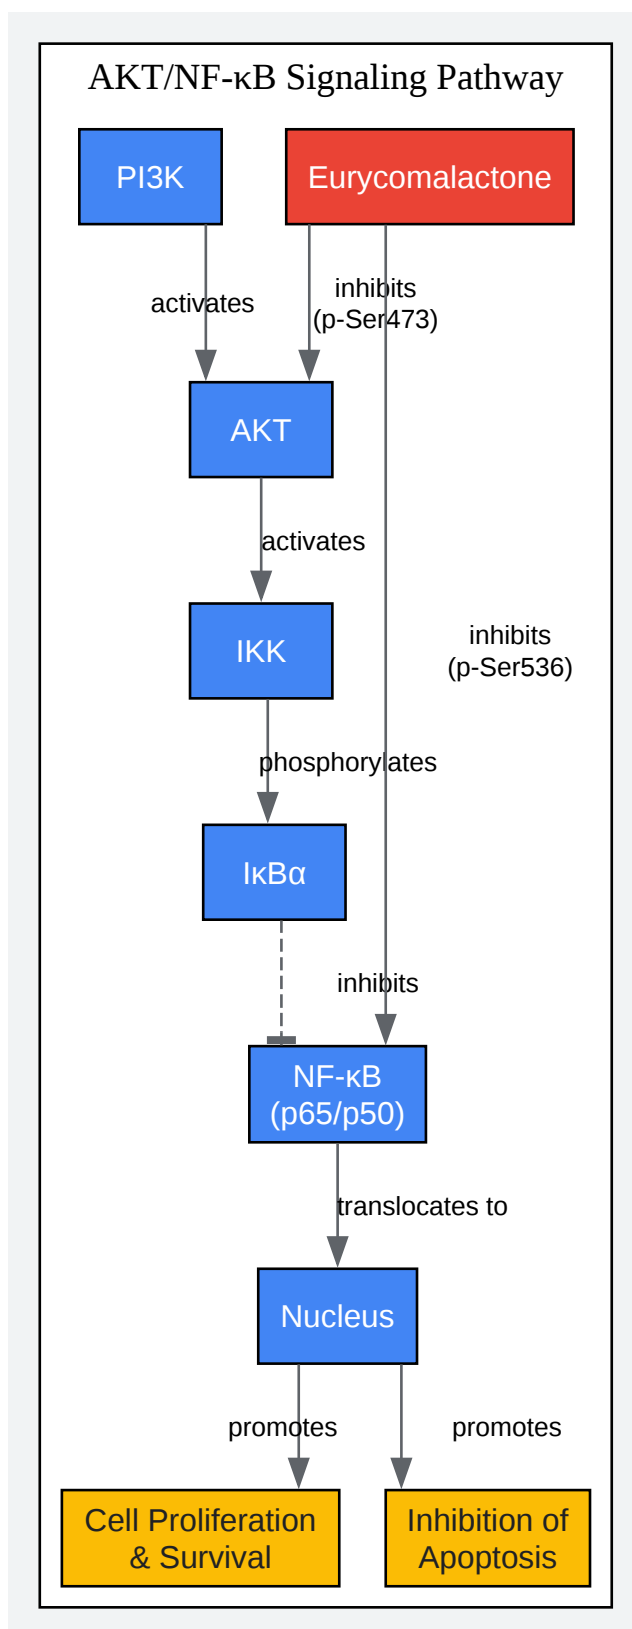 AKT/NF-κB Signaling Pathway
PI3K
Eurycomalactone
activates
inhibits
(p-Ser473)
AKT
activates
IKK
inhibits
(p-Ser536)
phosphorylates
IκBα
inhibits
NF-κB
(p65/p50)
translocates to
Nucleus
promotes
promotes
Cell Proliferation
& Survival
Inhibition of
Apoptosis